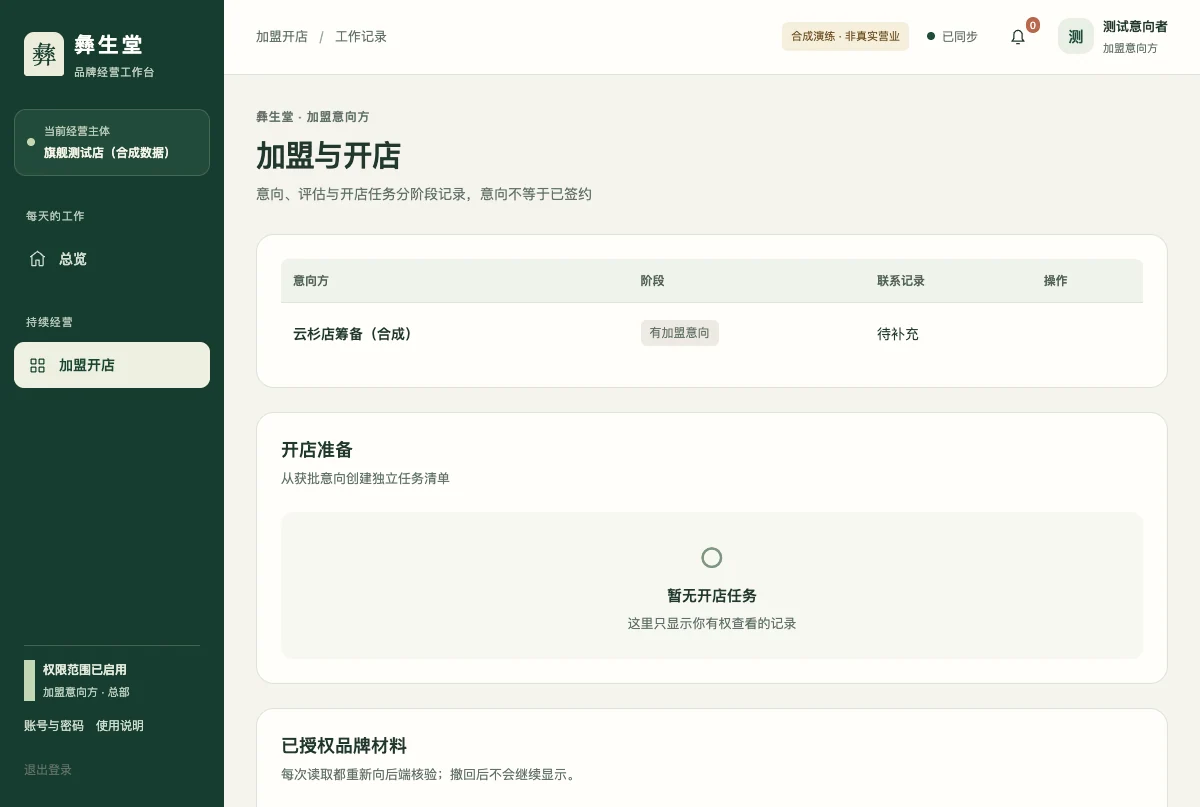 彝
彝生堂
品牌经营工作台
当前经营主体
旗舰测试店（合成数据）
每天的工作
总览
持续经营
加盟开店
权限范围已启用
加盟意向方 · 总部
账号与密码 使用说明
退出登录
加盟开店 / 工作记录
合成演练 · 非真实营业
已同步
0
测
测试意向者
加盟意向方
彝生堂 · 加盟意向方
加盟与开店
意向、评估与开店任务分阶段记录，意向不等于已签约
意向方 阶段 联系记录 操作
云杉店筹备（合成） 有加盟意向 待补充
开店准备
从获批意向创建独立任务清单
暂无开店任务
这里只显示你有权查看的记录
已授权品牌材料
每次读取都重新向后端核验；撤回后不会继续显示。